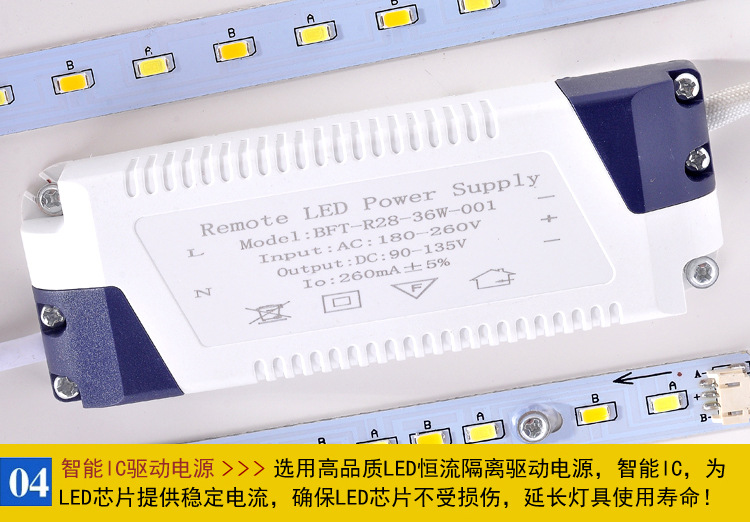 B
A
B
A
B
A
Remote LED Power Supply
Model:BFT-R28-36W-001
Input:AC:180-260V
Output:DC:90-135V
Io:260mA±5%
L
N
F
A
B
A
B
A
A-
+
B-
04
智能IC驱动电源 >>> 选用高品质LED恒流隔离驱动电源，智能IC，为
LED芯片提供稳定电流，确保LED芯片不受损伤，延长灯具使用寿命！